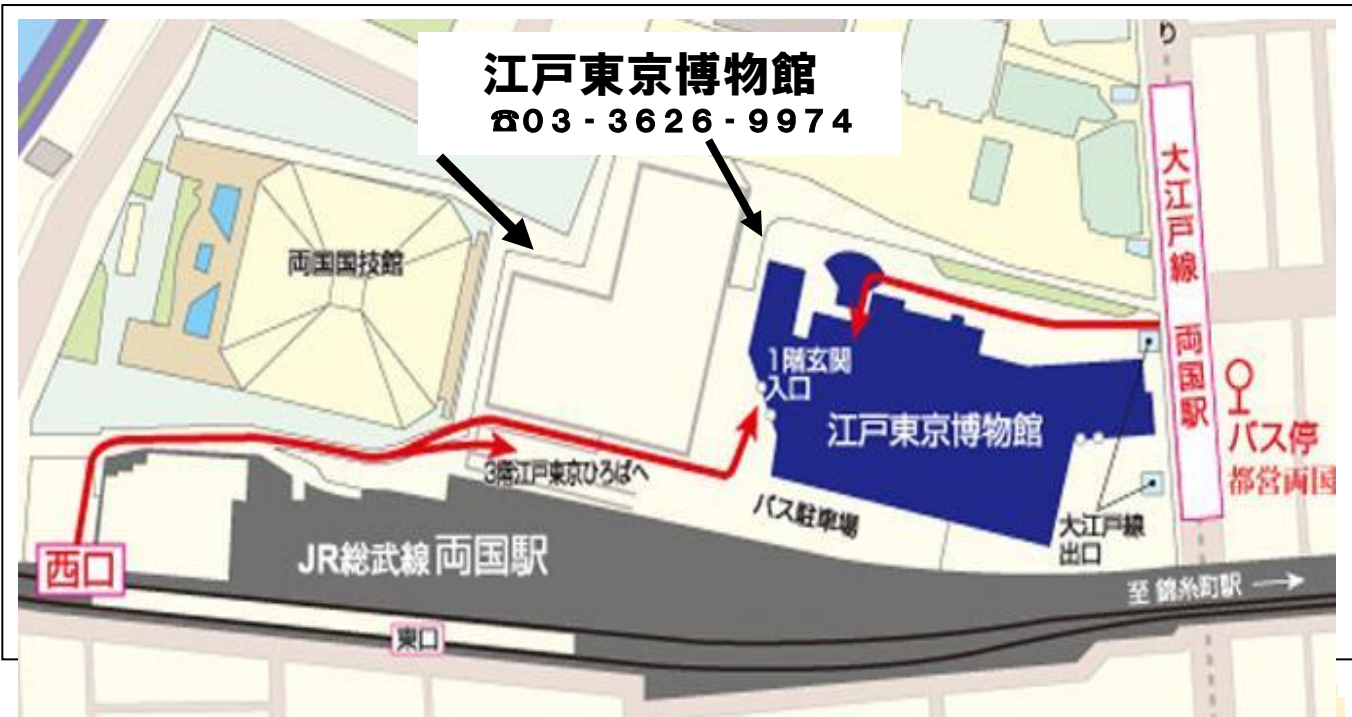 江戸東京博物館
☎03-3626-9974
り
大江戸線 両国駅
両国国技館
1階玄関
入口
江戸東京博物館
バス停
都営両国
3階江戸東京ひろばへ
バス駐車場
大江戸線
出口
JR総武線両国駅
西口
至 錦糸町駅
東口